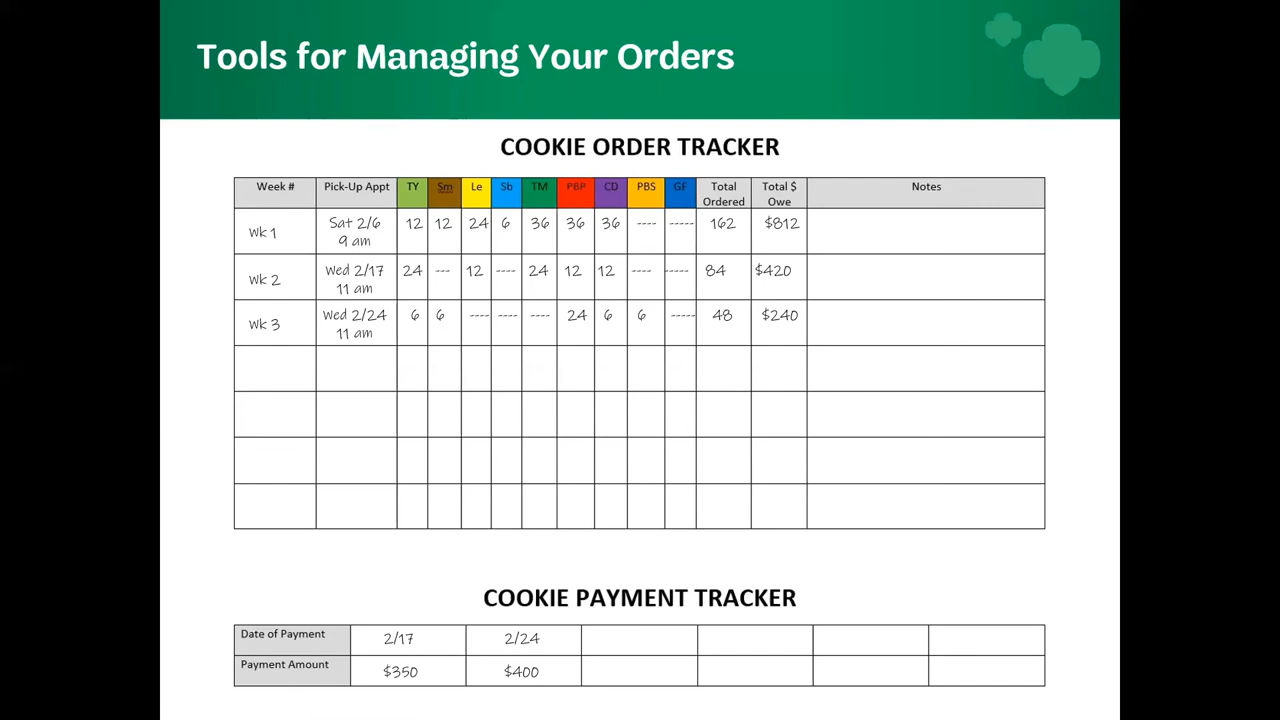 Tools for Managing Your Orders
COOKIE ORDER TRACKER
Week # Pick-Up Appt TY Sm Le Sb TM PBP CD PBS GF Total Ordered Total $ Owe Notes
Wk 1 Sat 2/6 9 am 12 12 24 6 36 36 36 ---- ----- 162 $812
Wk 2 Wed 2/17 11 am 24 --- 12 ---- 24 12 12 ---- ----- 84 $420
Wk 3 Wed 2/24 11 am 6 6 ---- ---- ---- 24 6 6 ----- 48 $240
COOKIE PAYMENT TRACKER
Date of Payment 2/17 2/24
Payment Amount $350 $400